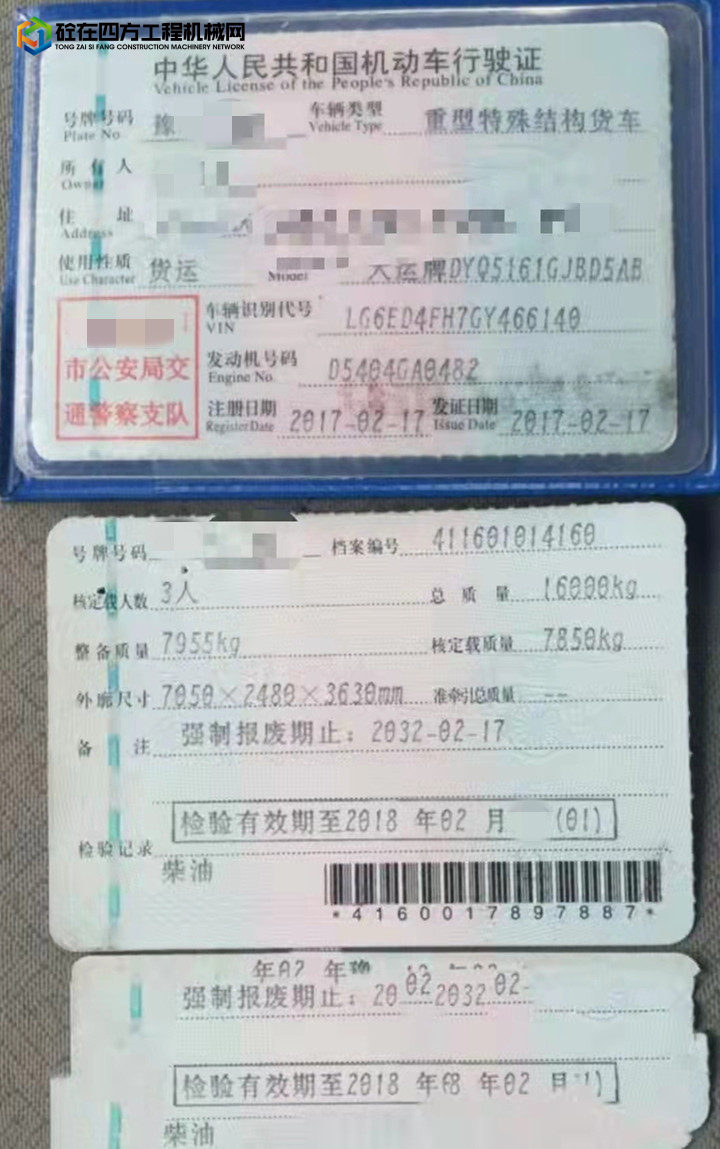 砼在四方工程机械网
TONG ZAI SI FANG CONSTRUCTION MACHINERY NETWORK
中华人民共和国机动车行驶证
Vehicle License of the People's Republic of China
号牌号码 豫 车辆类型 重型特殊结构货车
Plate No. Vehicle Type
所有人
Owner
住址
Address
使用性质 货运 大运牌DYQ5161GJBD5AB
Use Character Model
车辆识别代号 LG6ED4FH7GY466140
VIN
市公安局交
通警察支队
发动机号码 D5404GA0482
Engine No.
注册日期 2017-02-17 发证日期 2017-02-17
Register Date Issue Date
号牌号码 档案编号 411601014160
核定载人数 3人 总质量 16000kg
整备质量 7955kg 核定载质量 7850kg
外廓尺寸 7050×2480×3630mm 准牵引总质量 --
备注 强制报废期止：2032-02-17
检验有效期至2018 年02 月 (01)
检验记录
柴油
*4160017897887*
年02 年豫
强制报废期止：20 02 2032 02-
检验有效期至2018 年 年02 月
柴油